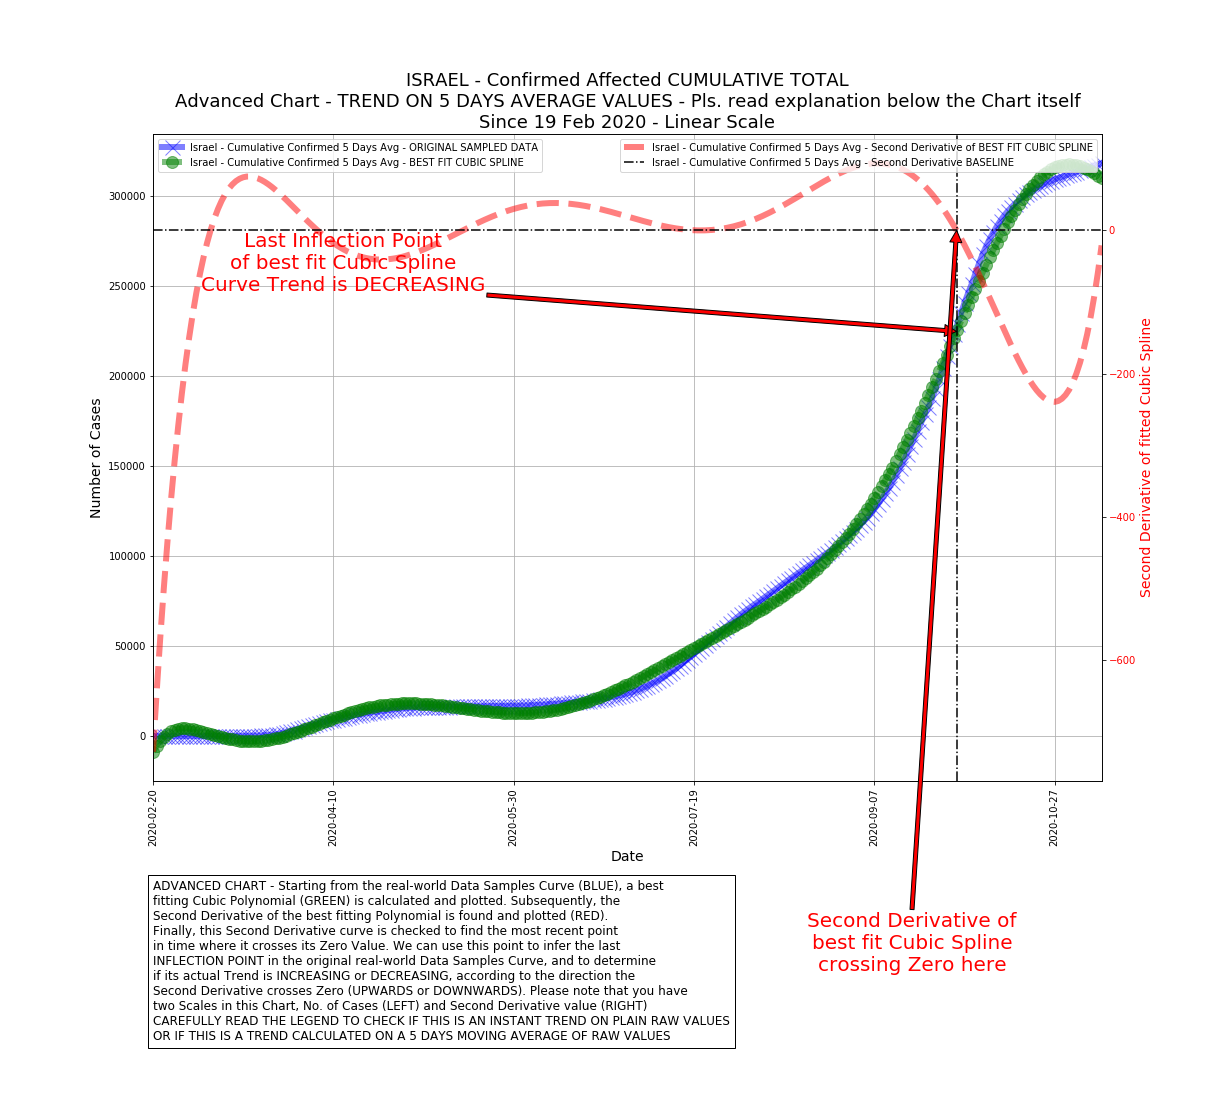 ISRAEL - Confirmed Affected CUMULATIVE TOTAL
Advanced Chart - TREND ON 5 DAYS AVERAGE VALUES - Pls. read explanation below the Chart itself
Since 19 Feb 2020 - Linear Scale
Israel - Cumulative Confirmed 5 Days Avg - ORIGINAL SAMPLED DATA
Israel - Cumulative Confirmed 5 Days Avg - BEST FIT CUBIC SPLINE
Israel - Cumulative Confirmed 5 Days Avg - Second Derivative of BEST FIT CUBIC SPLINE
Israel - Cumulative Confirmed 5 Days Avg - Second Derivative BASELINE
300000
250000
200000
150000
100000
50000
0
Number of Cases
Last Inflection Point
of best fit Cubic Spline
Curve Trend is DECREASING
0
−200
−400
−600
Second Derivative of fitted Cubic Spline
2020-02-20
2020-04-10
2020-05-30
2020-07-19
2020-09-07
2020-10-27
Date
Second Derivative of
best fit Cubic Spline
crossing Zero here
ADVANCED CHART - Starting from the real-world Data Samples Curve (BLUE), a best
fitting Cubic Polynomial (GREEN) is calculated and plotted. Subsequently, the
Second Derivative of the best fitting Polynomial is found and plotted (RED).
Finally, this Second Derivative curve is checked to find the most recent point
in time where it crosses its Zero Value. We can use this point to infer the last
INFLECTION POINT in the original real-world Data Samples Curve, and to determine
if its actual Trend is INCREASING or DECREASING, according to the direction the
Second Derivative crosses Zero (UPWARDS or DOWNWARDS). Please note that you have
two Scales in this Chart, No. of Cases (LEFT) and Second Derivative value (RIGHT)
CAREFULLY READ THE LEGEND TO CHECK IF THIS IS AN INSTANT TREND ON PLAIN RAW VALUES
OR IF THIS IS A TREND CALCULATED ON A 5 DAYS MOVING AVERAGE OF RAW VALUES